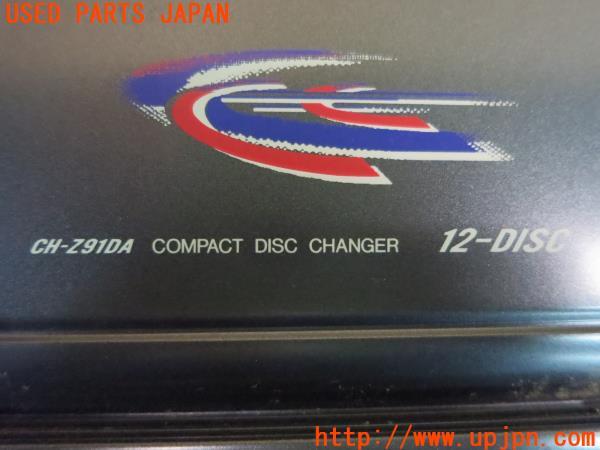 USED PARTS JAPAN
CH-Z91DA COMPACT DISC CHANGER 12-DISC
http://www.upjpn.com